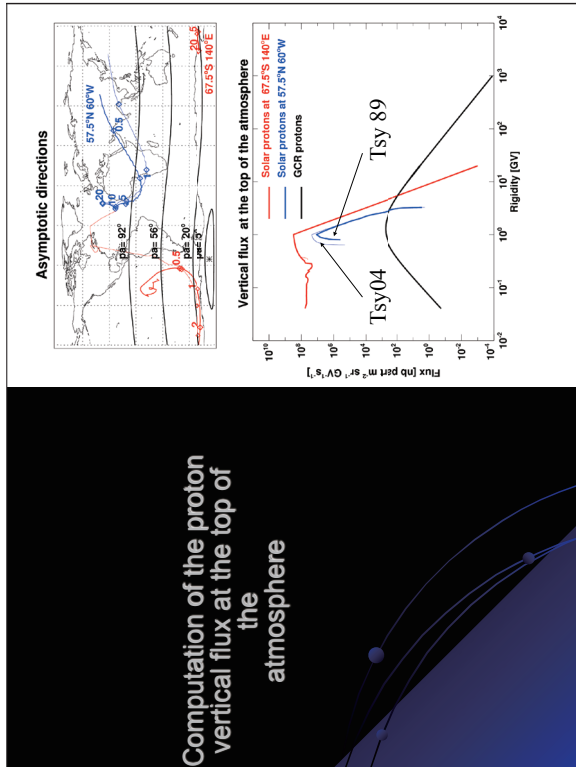 Computation of the proton
vertical flux at the top of
the
atmosphere
Asymptotic directions
57.5°N 60°W
20
10
5
1
0.5
pa= 92°
pa= 56°
pa= 20°
pa= 5°
0.5
1
2
20
5
67.5°S 140°E
Vertical flux at the top of the atmosphere
Solar protons at 67.5°S 140°E
Solar protons at 57.5°N 60°W
GCR protons
Tsy04
Tsy 89
Flux [nb part m⁻² sr⁻¹ GV⁻¹s⁻¹]
10¹⁰
10⁸
10⁶
10⁴
10²
10⁰
10⁻²
10⁻⁴
10⁻²
10⁻¹
10⁰
10¹
10²
10³
10⁴
Rigidity [GV]